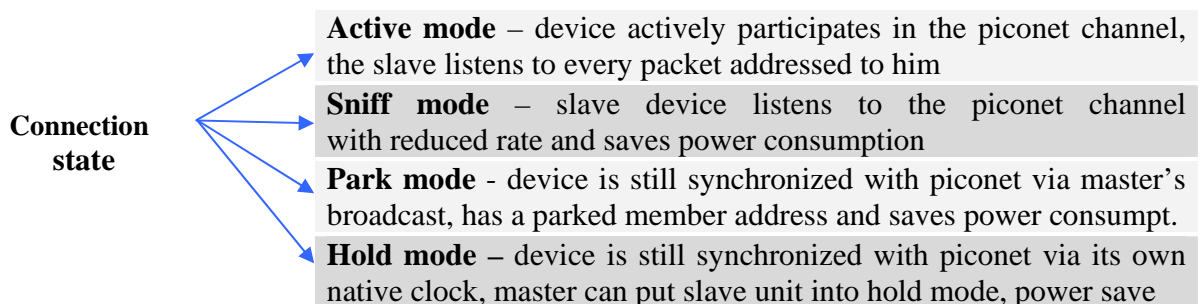 Active mode – device actively participates in the piconet channel,
the slave listens to every packet addressed to him
Connection
state
Sniff mode – slave device listens to the piconet channel
with reduced rate and saves power consumption
Park mode - device is still synchronized with piconet via master's
broadcast, has a parked member address and saves power consumpt.
Hold mode – device is still synchronized with piconet via its own
native clock, master can put slave unit into hold mode, power save